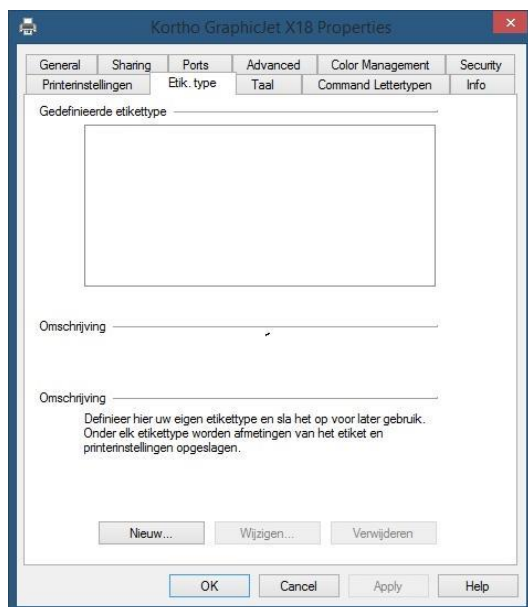 Kortho GraphicJet X18 Properties
General Sharing Ports Advanced Color Management Security
Printerinstellingen Etik. type Taal Command Lettertypen Info
Gedefinieerde etikettype
Omschrijving
Omschrijving
Definieer hier uw eigen etikettype en sla het op voor later gebruik.
Onder elk etikettype worden afmetingen van het etiket en
printerinstellingen opgeslagen.
Nieuw... Wijzigen... Verwijderen
OK Cancel Apply Help